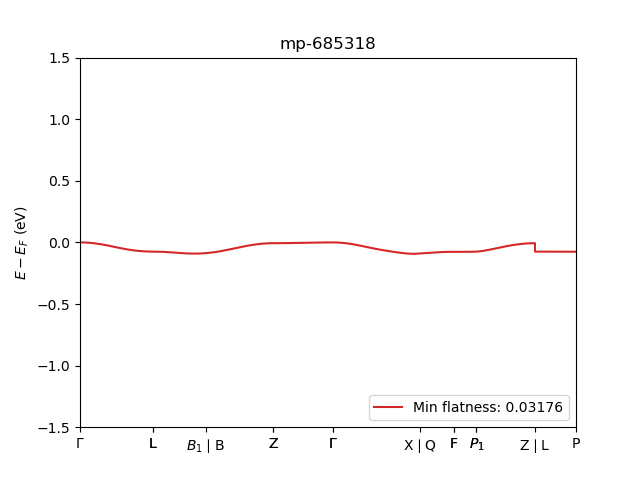 mp-685318
E − E_F (eV)
1.5
1.0
0.5
0.0
−0.5
−1.0
−1.5
Min flatness: 0.03176
Γ L B₁ | B Z Γ X | Q F P₁ Z | L P